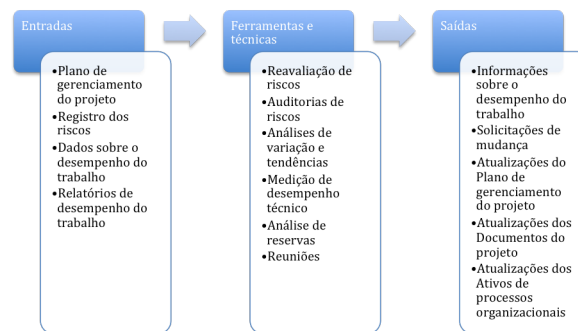 Entradas
•Plano de
gerenciamento
do projeto
•Registro dos
riscos
•Dados sobre o
desempenho do
trabalho
•Relatórios de
desempenho do
trabalho
Ferramentas e
técnicas
•Reavaliação de
riscos
•Auditorias de
riscos
•Análises de
variação e
tendências
•Medição de
desempenho
técnico
•Análise de
reservas
•Reuniões
Saídas
•Informações
sobre o
desempenho do
trabalho
•Solicitações de
mudança
•Atualizações do
Plano de
gerenciamento
do projeto
•Atualizações dos
Documentos do
projeto
•Atualizações dos
Ativos de
processos
organizacionais